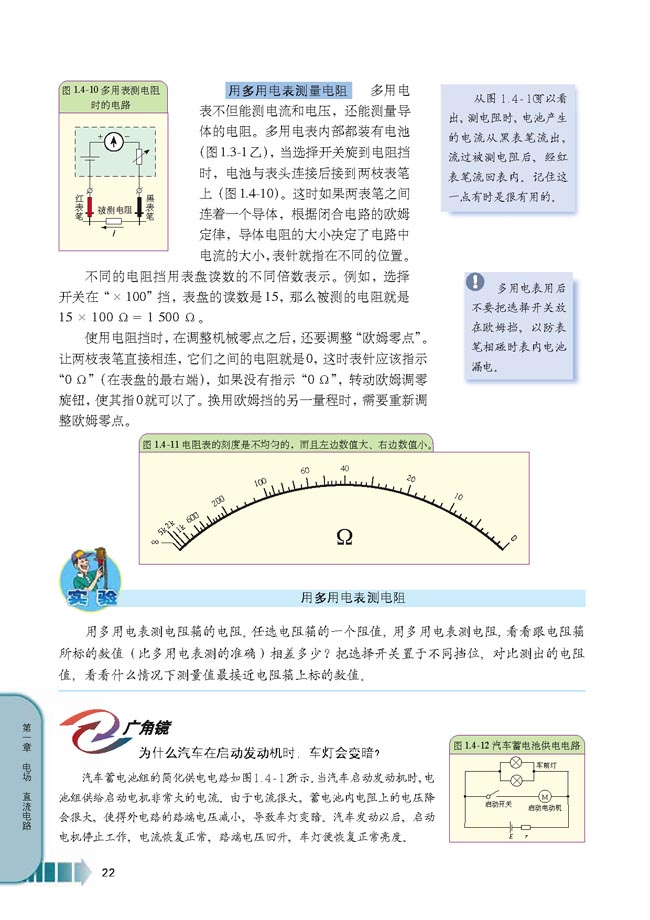 图 1.4-10 多用表测电阻
时的电路
+
−
红表笔
被测电阻
黑表笔
I
用多用电表测量电阻 多用电
表不但能测电流和电压，还能测量导
体的电阻。多用电表内部都装有电池
（图1.3-1乙），当选择开关旋到电阻挡
时，电池与表头连接后接到两枝表笔
上（图1.4-10）。这时如果两表笔之间
连着一个导体，根据闭合电路的欧姆
定律，导体电阻的大小决定了电路中
电流的大小，表针就指在不同的位置。
不同的电阻挡用表盘读数的不同倍数表示。例如，选择
开关在“× 100”挡，表盘的读数是15，那么被测的电阻就是
15 × 100 Ω = 1 500 Ω 。
使用电阻挡时，在调整机械零点之后，还要调整“欧姆零点”。
让两枝表笔直接相连，它们之间的电阻就是0，这时表针应该指示
“0 Ω”（在表盘的最右端），如果没有指示“0 Ω”，转动欧姆调零
旋钮，使其指0就可以了。换用欧姆挡的另一量程时，需要重新调
整欧姆零点。
从图 1.4-10可以看
出，测电阻时，电池产生
的电流从黑表笔流出，
流过被测电阻后，经红
表笔流回表内。记住这
一点有时是很有用的。
!
多用电表用后
不要把选择开关放
在欧姆挡，以防表
笔相碰时表内电池
漏电。
图 1.4-11 电阻表的刻度是不均匀的，而且左边数值大、右边数值小。
∞ 5k 2k 1k 600 200 100 60 40 20 10 0
Ω
实验
用多用电表测电阻
用多用电表测电阻箱的电阻。任选电阻箱的一个阻值，用多用电表测电阻，看看跟电阻箱
所标的数值（比多用电表测的准确）相差多少？把选择开关置于不同挡位，对比测出的电阻
值，看看什么情况下测量值最接近电阻箱上标的数值。
广角镜
为什么汽车在启动发动机时，车灯会变暗？
汽车蓄电池组的简化供电电路如图1.4-1所示。当汽车启动发动机时，电
池组供给启动电机非常大的电流。由于电流很大，蓄电池内电阻上的电压降
会很大，使得外电路的路端电压减小，导致车灯变暗。汽车发动以后，启动
电机停止工作，电流恢复正常，路端电压回升，车灯便恢复正常亮度。
图 1.4-12 汽车蓄电池供电电路
车前灯
M
启动开关
启动电动机
E r
第一章 电场 直流电路
22